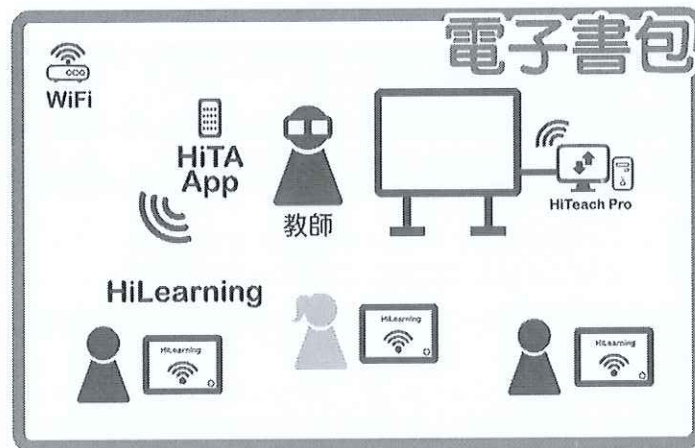 電子書包
WiFi
HiTA
App
教師
HiTeach Pro
HiLearning
HiLearning
HiLearning
HiLearning